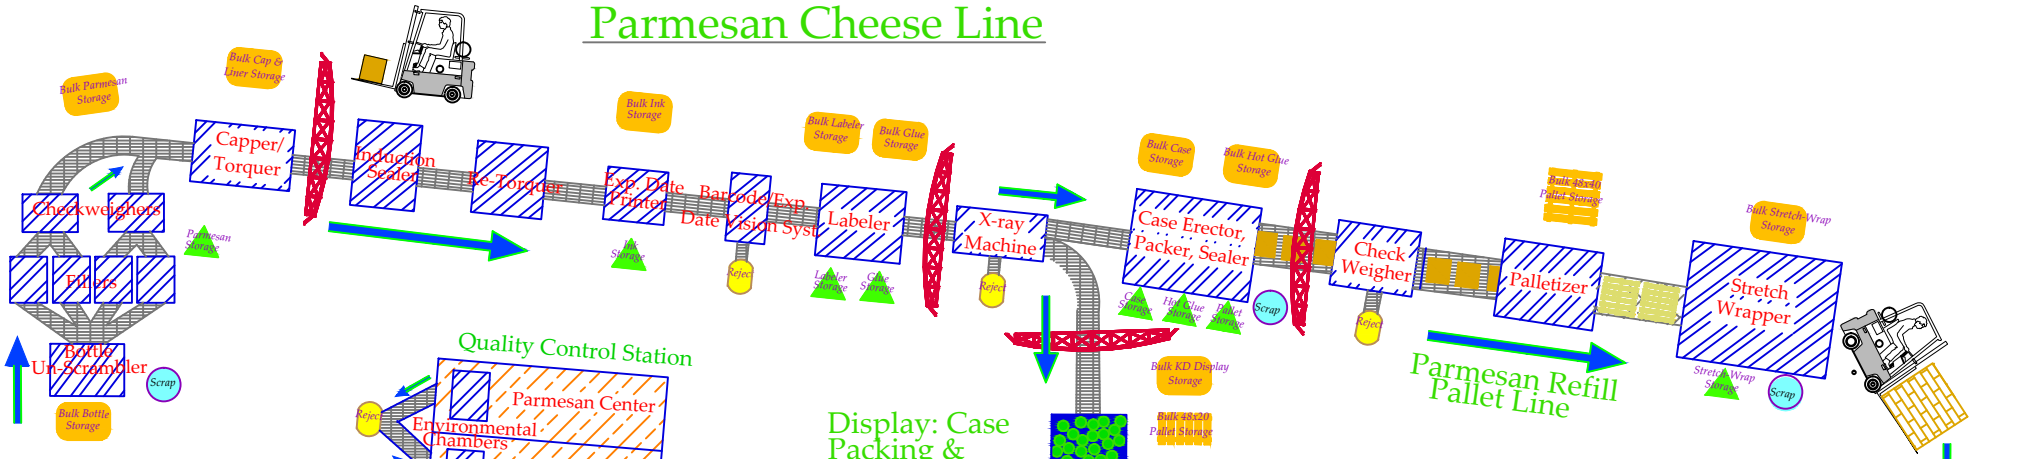 Parmesan Cheese Line
Bulk Parmesan
Storage
Bulk Cap &
Liner Storage
Bulk Ink
Storage
Bulk Labeler
Storage
Bulk Glue
Storage
Bulk Case
Storage
Bulk Hot Glue
Storage
Bulk 48x40
Pallet Storage
Bulk Stretch-Wrap
Storage
Capper/
Torquer
Induction
Sealer
Re-Torquer
Exp. Date
Printer
Barcode/Exp.
Date Vision Syst
Labeler
X-ray
Machine
Case Erector,
Packer, Sealer
Check
Weigher
Palletizer
Stretch
Wrapper
Checkweighers
Parmesan
Storage
Ink
Storage
Reject
Labeler
Storage
Glue
Storage
Reject
Case
Storage
Hot Glue
Storage
Pallet
Storage
Scrap
Reject
Fillers
Bottle
Un-Scrambler
Scrap
Bulk Bottle
Storage
Quality Control Station
Parmesan Center
Reject
Environmental
Chambers
Bulk KD Display
Storage
Bulk 48x20
Pallet Storage
Display: Case
Packing &
Parmesan Refill
Pallet Line
Stretch-Wrap
Storage
Scrap